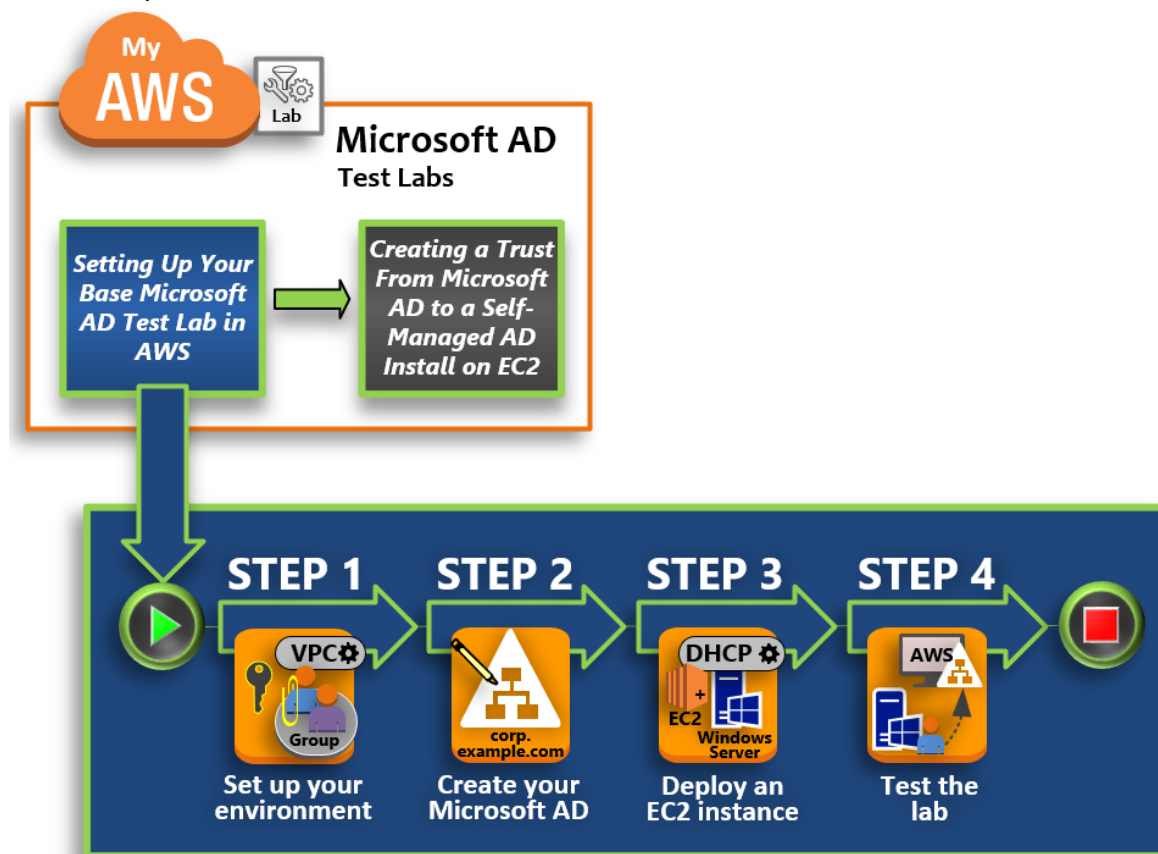 My
AWS
Lab
Microsoft AD
Test Labs
Setting Up Your
Base Microsoft
AD Test Lab in
AWS
Creating a Trust
From Microsoft
AD to a Self-
Managed AD
Install on EC2
STEP 1
VPC
Group
Set up your
environment
STEP 2
corp.
example.com
Create your
Microsoft AD
STEP 3
DHCP
+
EC2
Windows
Server
Deploy an
EC2 instance
STEP 4
AWS
Test the
lab